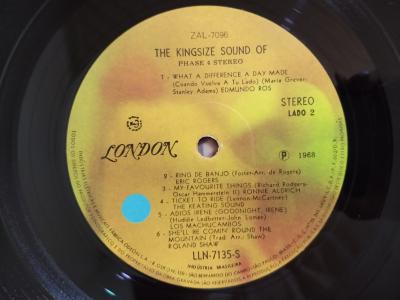 ZAL-7096
THE KINGSIZE SOUND OF
PHASE 4 STEREO
1 - WHAT A DIFFERENCE A DAY MADE
(Cuando Vuelva A Tu Lado) (Maria Grever-
Stanley Adams) EDMUNDO ROS
STEREO
LADO 2
LONDON
P 1968
2 - RING DE BANJO (Foster-Arr. de Rogers)
ERIC ROGERS
3 - MY FAVOURITE THINGS (Richard Rodgers-
Oscar Hammerstein II) RONNIE ALDRICH
4 - TICKET TO RIDE (Lennon-McCartney)
THE KEATING SOUND
5 - ADIOS IRENE (GOODNIGHT, IRENE)
(Huddie Ledbetter-John Lomax)
LOS MACHUCAMBOS
6 - SHE'LL BE COMIN' ROUND THE
MOUNTAIN (Trad. Arr. Shaw)
ROLAND SHAW
LLN-7135-S
INDÚSTRIA BRASILEIRA